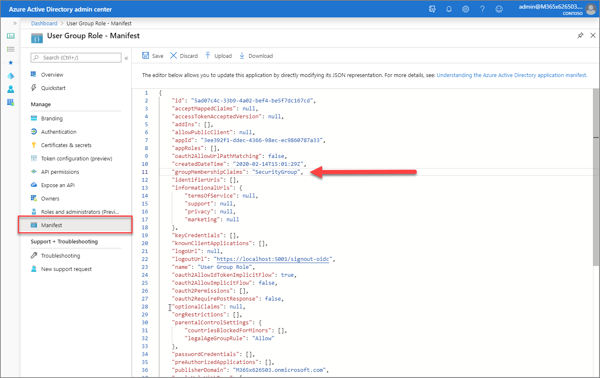 Azure Active Directory admin center
admin@M365x626503....
CONTOSO
Dashboard > User Group Role - Manifest
User Group Role - Manifest
Search (Ctrl+/)
Save
Discard
Upload
Download
The editor below allows you to update this application by directly modifying its JSON representation. For more details, see: Understanding the Azure Active Directory application manifest.
Overview
Quickstart
Manage
Branding
Authentication
Certificates & secrets
Token configuration (preview)
API permissions
Expose an API
Owners
Roles and administrators (Previ...
Manifest
Support + Troubleshooting
Troubleshooting
New support request
1 {
2 "id": "5ad07c4c-33b9-4a02-bef4-be5f7dc167cd",
3 "acceptMappedClaims": null,
4 "accessTokenAcceptedVersion": null,
5 "addIns": [],
6 "allowPublicClient": null,
7 "appId": "3ee392f1-ddec-4366-98ec-ec9860787a33",
8 "appRoles": [],
9 "oauth2AllowUrlPathMatching": false,
10 "createdDateTime": "2020-02-14T15:01:29Z",
11 "groupMembershipClaims": "SecurityGroup",
12 "identifierUris": [],
13 "informationalUrls": {
14 "termsOfService": null,
15 "support": null,
16 "privacy": null,
17 "marketing": null
18 },
19 "keyCredentials": [],
20 "knownClientApplications": [],
21 "logoUrl": null,
22 "logoutUrl": "https://localhost:5001/signout-oidc",
23 "name": "User Group Role",
24 "oauth2AllowIdTokenImplicitFlow": true,
25 "oauth2AllowImplicitFlow": false,
26 "oauth2Permissions": [],
27 "oauth2RequirePostResponse": false,
28 "optionalClaims": null,
29 "orgRestrictions": [],
30 "parentalControlSettings": {
31 "countriesBlockedForMinors": [],
32 "legalAgeGroupRule": "Allow"
33 },
34 "passwordCredentials": [],
35 "preAuthorizedApplications": [],
36 "publisherDomain": "M365x626503.onmicrosoft.com",